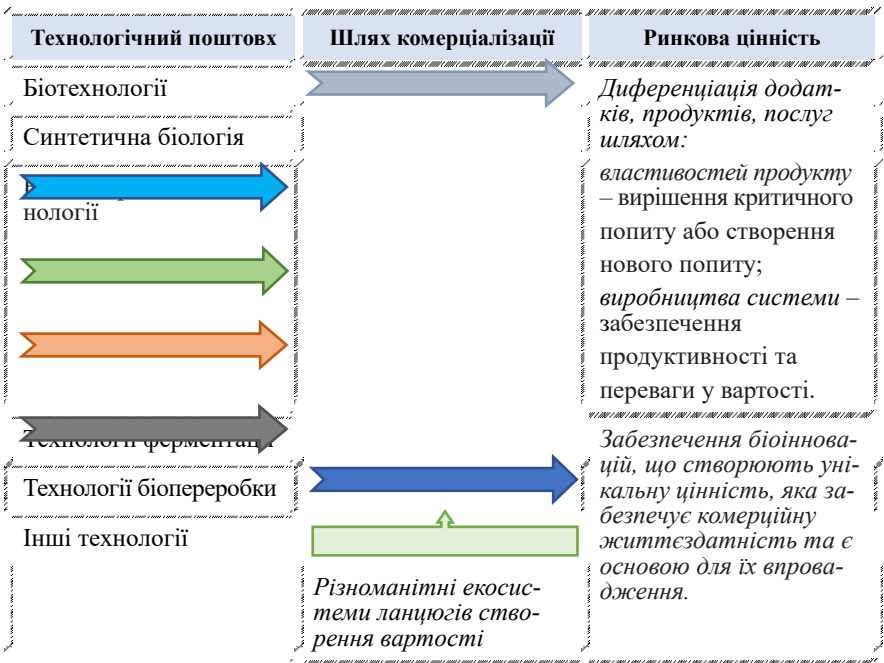 Технологічний поштовх
Шлях комерціалізації
Ринкова цінність
Біотехнології
Синтетична біологія
нології
Технології ферментації
Технології біопереробки
Інші технології
Різноманітні екосис-
теми ланцюгів ство-
рення вартості
Диференціація додат-
ків, продуктів, послуг
шляхом:
властивостей продукту
– вирішення критичного
попиту або створення
нового попиту;
виробництва системи –
забезпечення
продуктивності та
переваги у вартості.
Забезпечення біоіннова-
цій, що створюють уні-
кальну цінність, яка за-
безпечує комерційну
життєздатність та є
основою для їх впрова-
дження.